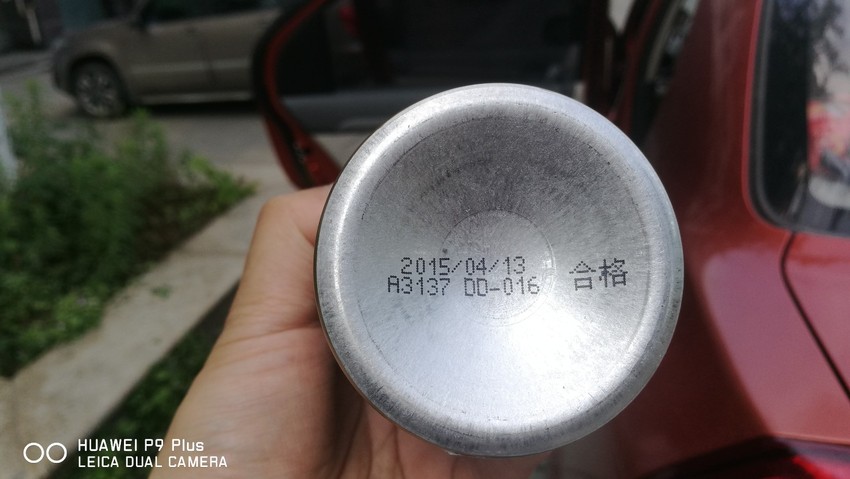 2015/04/13
A3137 DD-016 合格
HUAWEI P9 Plus
LEICA DUAL CAMERA